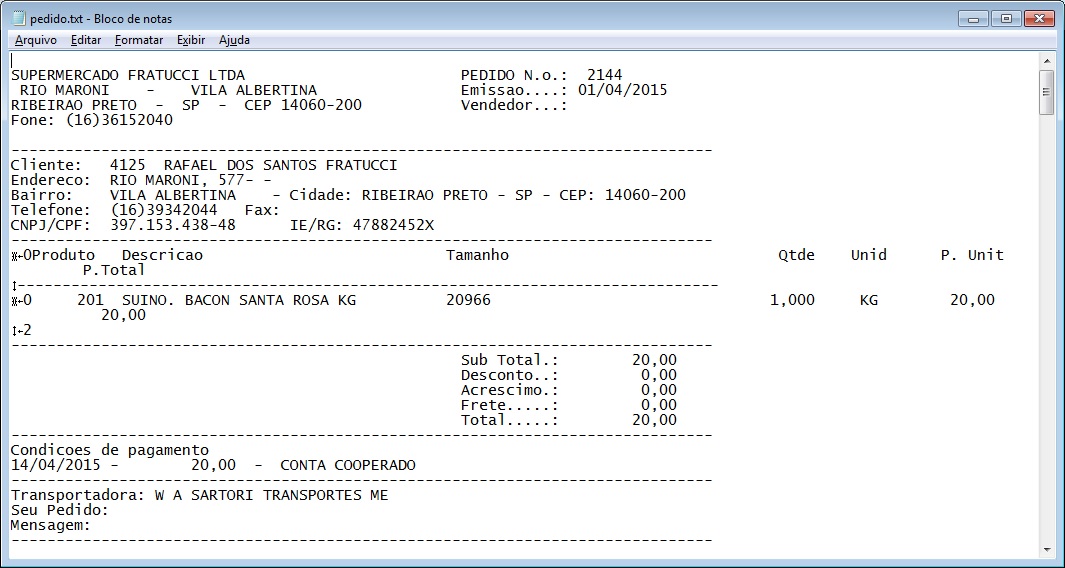 pedido.txt - Bloco de notas
Arquivo Editar Formatar Exibir Ajuda
SUPERMERCADO FRATUCCI LTDA PEDIDO N.o.: 2144
RIO MARONI - VILA ALBERTINA Emissao....: 01/04/2015
RIBEIRAO PRETO - SP - CEP 14060-200 Vendedor...:
Fone: (16)36152040
------------------------------------------------------------------------------
Cliente: 4125 RAFAEL DOS SANTOS FRATUCCI
Endereco: RIO MARONI, 577- -
Bairro: VILA ALBERTINA - Cidade: RIBEIRAO PRETO - SP - CEP: 14060-200
Telefone: (16)39342044 Fax:
CNPJ/CPF: 397.153.438-48 IE/RG: 47882452X
------------------------------------------------------------------------------
※←0Produto Descricao Tamanho Qtde Unid P. Unit
P.Total
↕------------------------------------------------------------------------------
※←0 201 SUINO. BACON SANTA ROSA KG 20966 1,000 KG 20,00
20,00
↕←2
------------------------------------------------------------------------------
Sub Total.: 20,00
Desconto..: 0,00
Acrescimo.: 0,00
Frete.....: 0,00
Total.....: 20,00
------------------------------------------------------------------------------
Condicoes de pagamento
14/04/2015 - 20,00 - CONTA COOPERADO
------------------------------------------------------------------------------
Transportadora: W A SARTORI TRANSPORTES ME
Seu Pedido:
Mensagem:
------------------------------------------------------------------------------